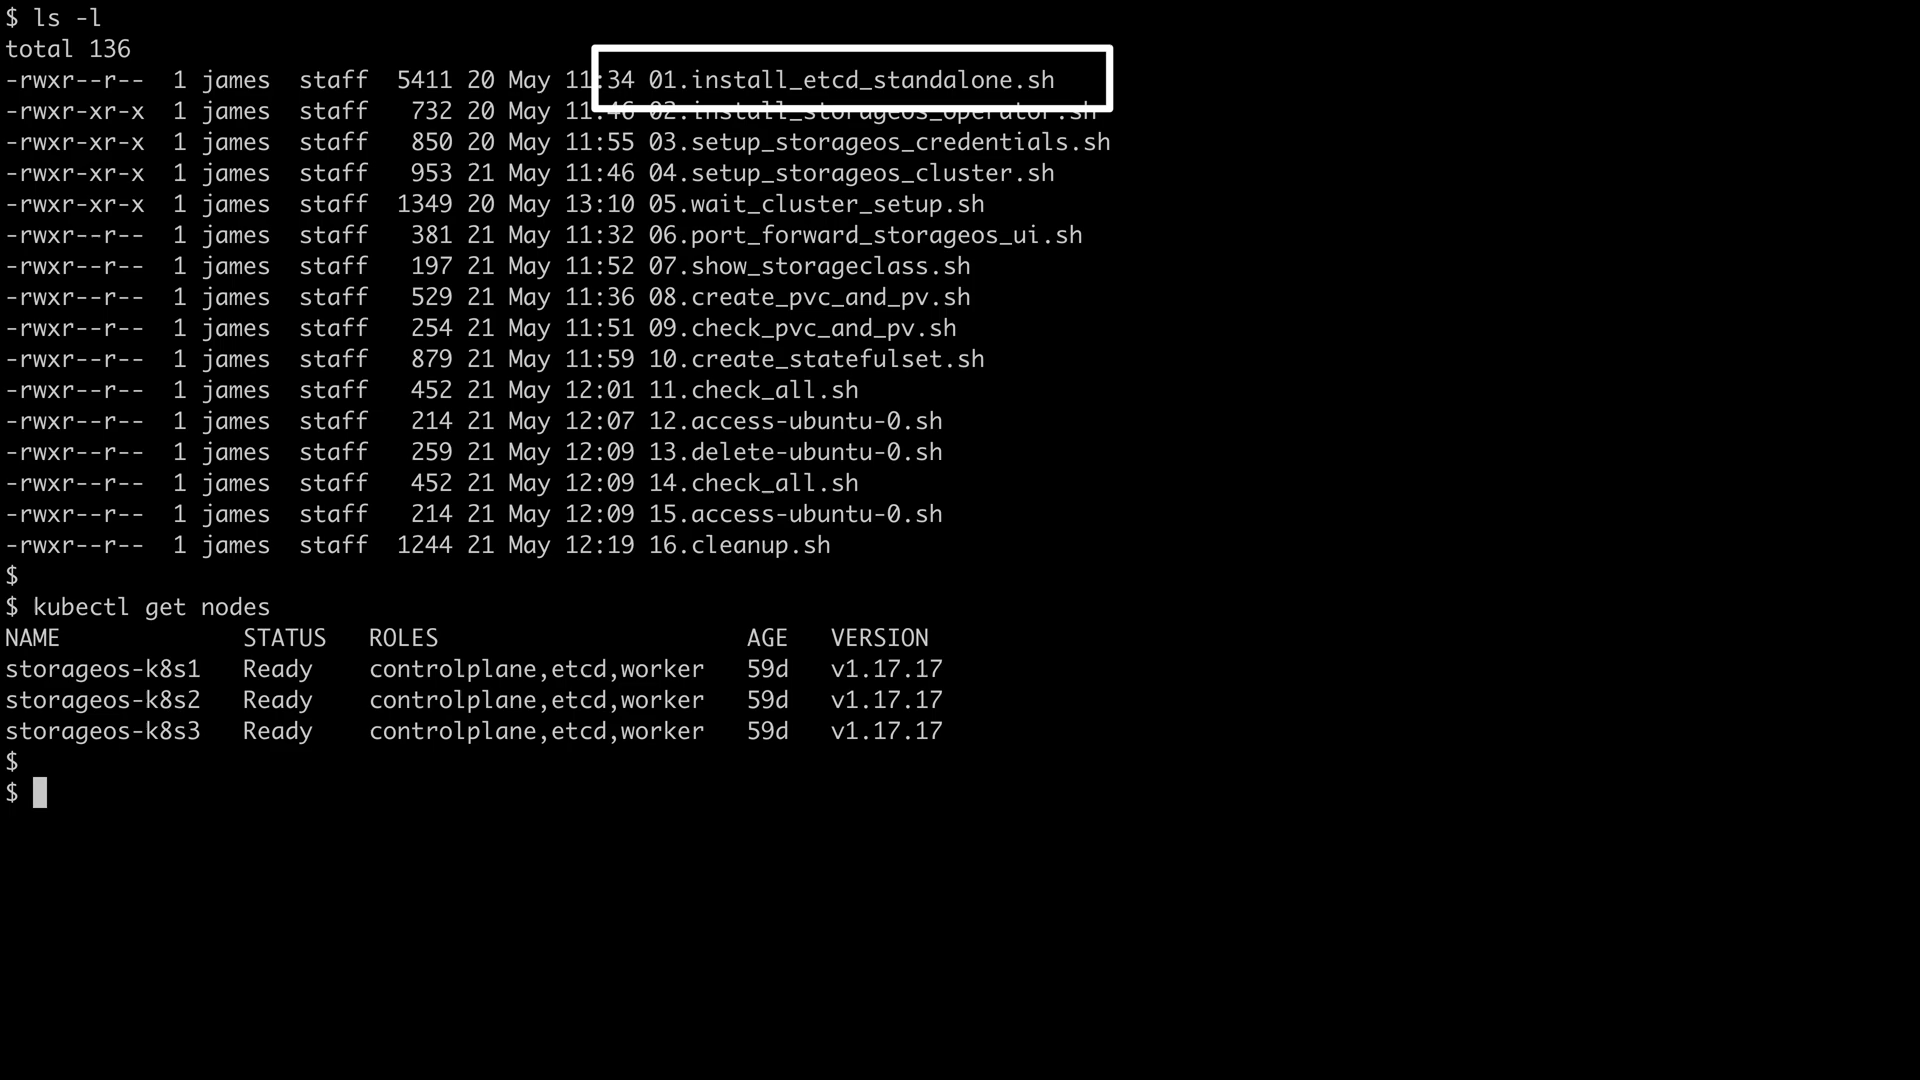 $ ls -l
total 136
-rwxr--r--  1 james  staff  5411 20 May 11:34 01.install_etcd_standalone.sh
-rwxr-xr-x  1 james  staff   732 20 May 11:46 02.install_storageos_operator.sh
-rwxr-xr-x  1 james  staff   850 20 May 11:55 03.setup_storageos_credentials.sh
-rwxr-xr-x  1 james  staff   953 21 May 11:46 04.setup_storageos_cluster.sh
-rwxr-xr-x  1 james  staff  1349 20 May 13:10 05.wait_cluster_setup.sh
-rwxr--r--  1 james  staff   381 21 May 11:32 06.port_forward_storageos_ui.sh
-rwxr--r--  1 james  staff   197 21 May 11:52 07.show_storageclass.sh
-rwxr--r--  1 james  staff   529 21 May 11:36 08.create_pvc_and_pv.sh
-rwxr--r--  1 james  staff   254 21 May 11:51 09.check_pvc_and_pv.sh
-rwxr--r--  1 james  staff   879 21 May 11:59 10.create_statefulset.sh
-rwxr--r--  1 james  staff   452 21 May 12:01 11.check_all.sh
-rwxr--r--  1 james  staff   214 21 May 12:07 12.access-ubuntu-0.sh
-rwxr--r--  1 james  staff   259 21 May 12:09 13.delete-ubuntu-0.sh
-rwxr--r--  1 james  staff   452 21 May 12:09 14.check_all.sh
-rwxr--r--  1 james  staff   214 21 May 12:09 15.access-ubuntu-0.sh
-rwxr--r--  1 james  staff  1244 21 May 12:19 16.cleanup.sh
$
$ kubectl get nodes
NAME             STATUS   ROLES                      AGE   VERSION
storageos-k8s1   Ready    controlplane,etcd,worker   59d   v1.17.17
storageos-k8s2   Ready    controlplane,etcd,worker   59d   v1.17.17
storageos-k8s3   Ready    controlplane,etcd,worker   59d   v1.17.17
$
$